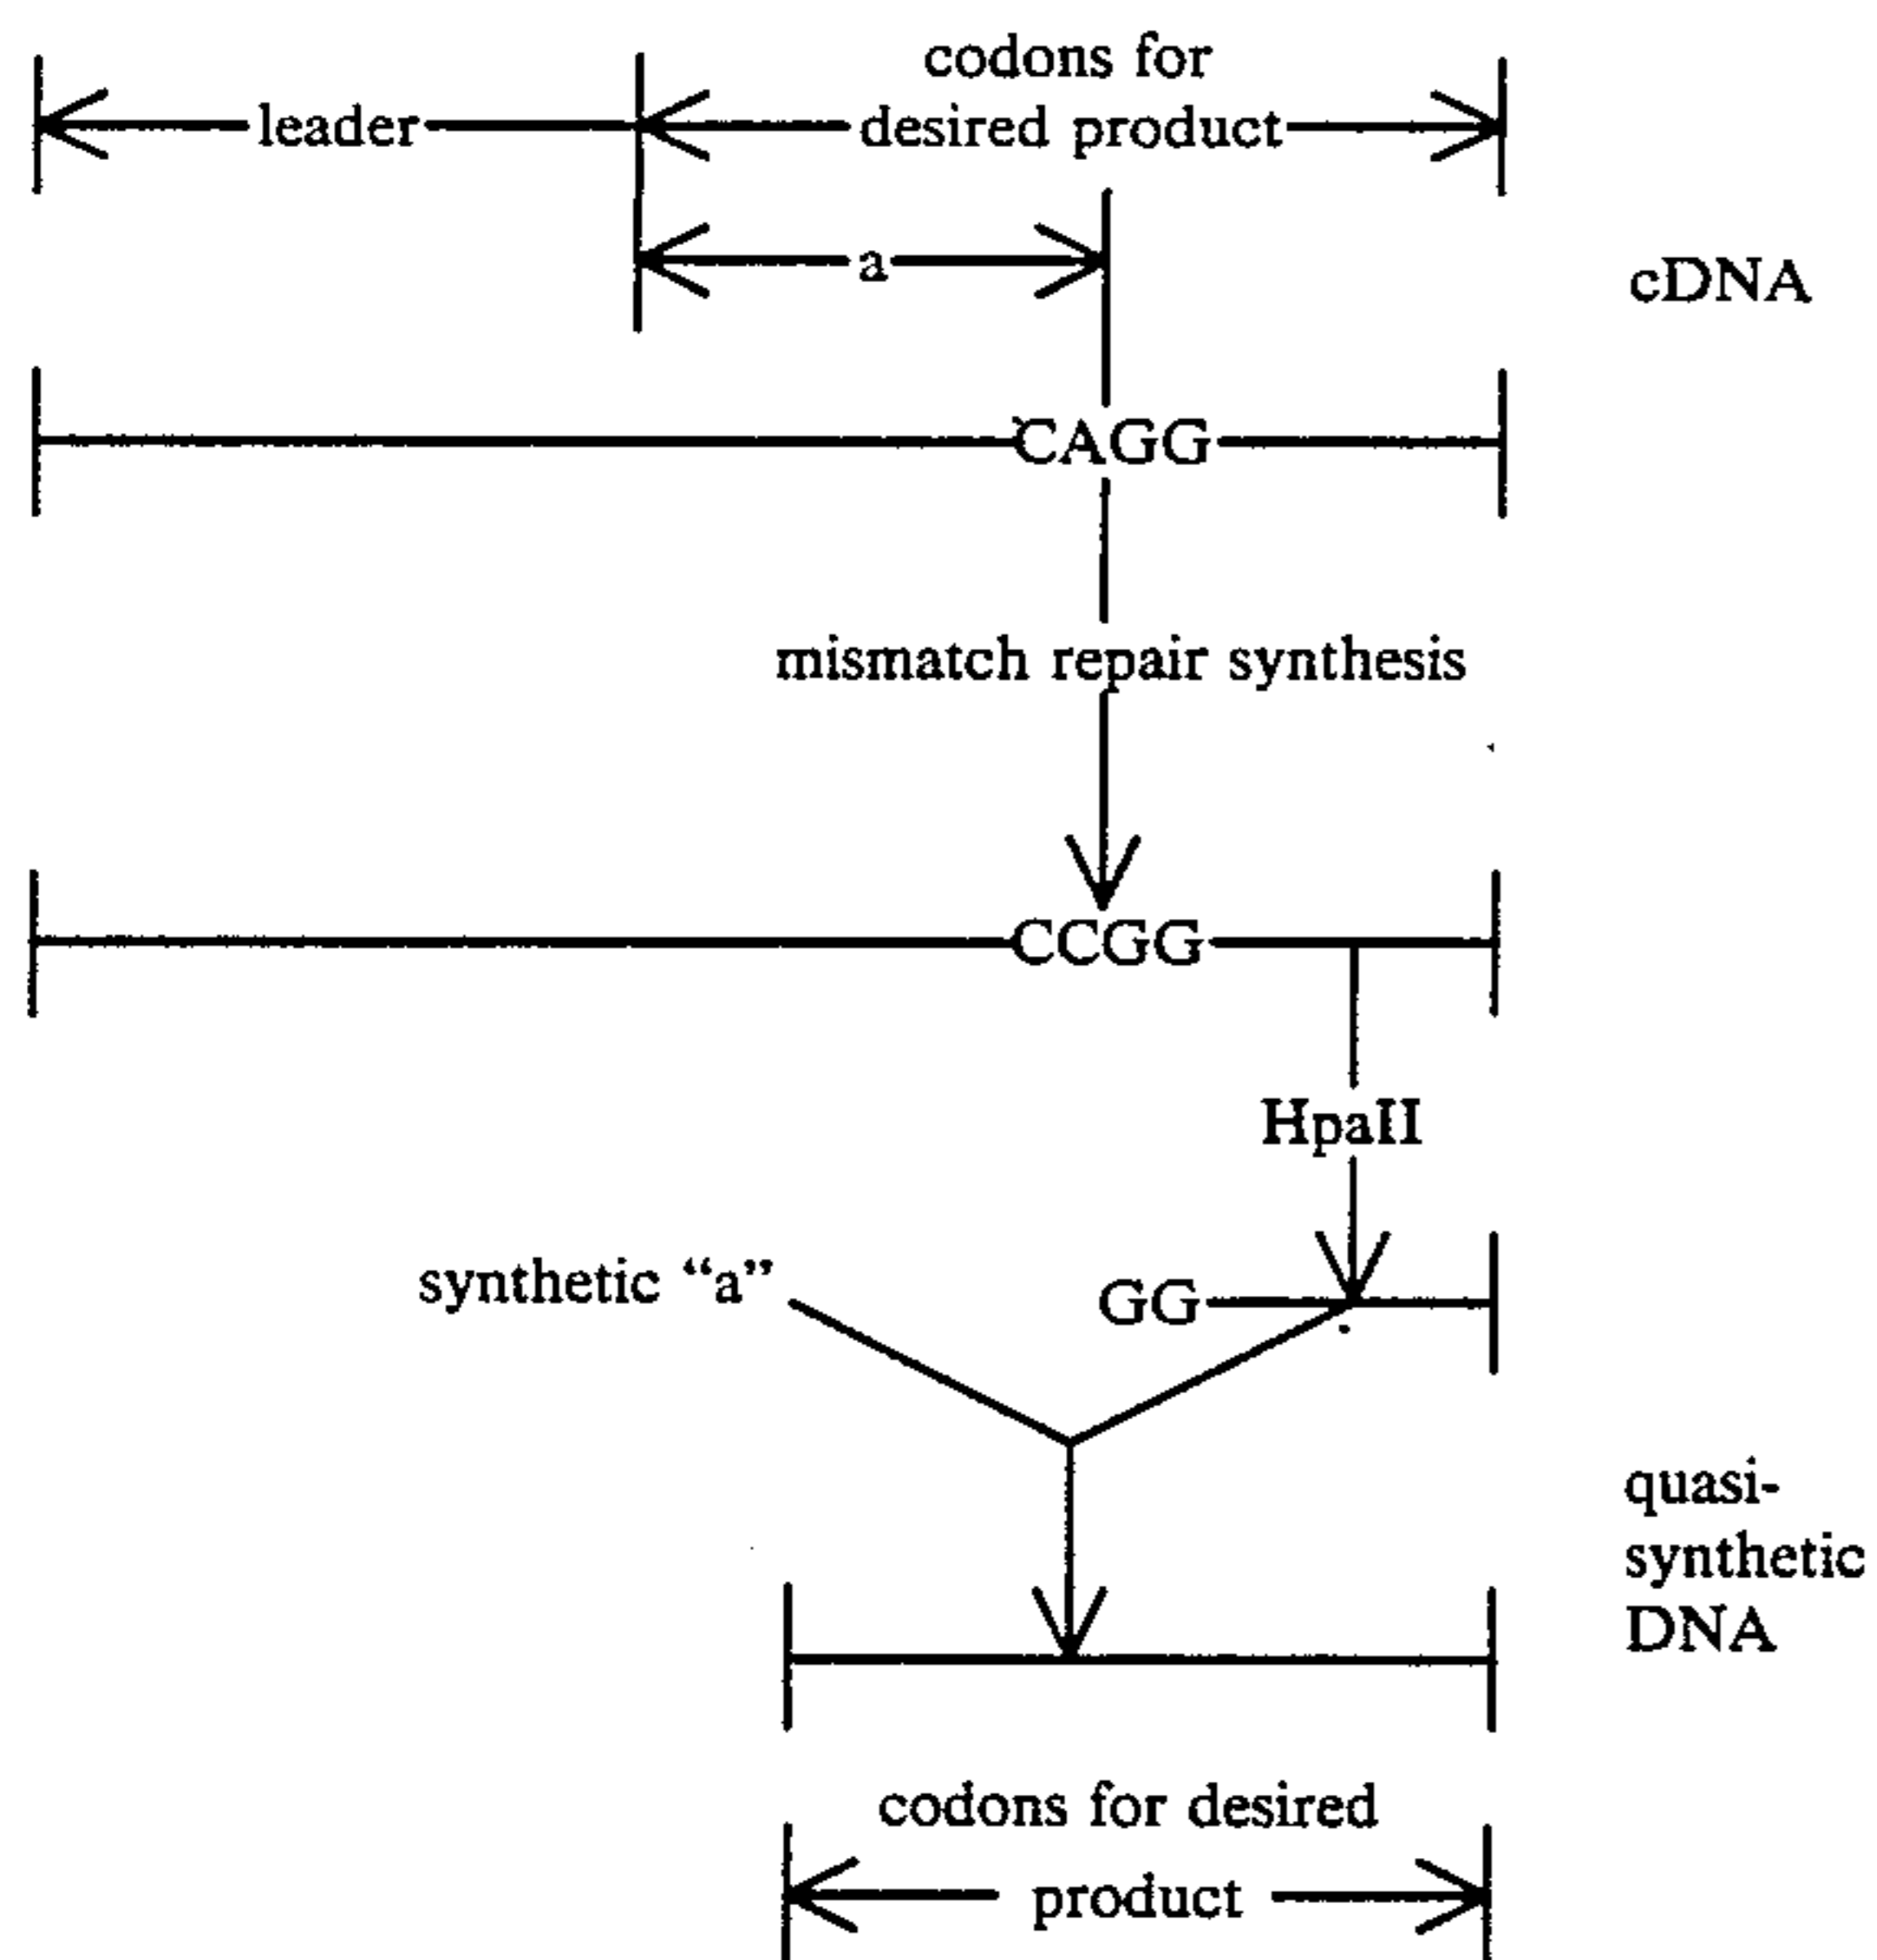 codons for
leader desired product
a
cDNA
CAGG
mismatch repair synthesis
CCGG
HpaII
synthetic “a”
GG
quasi-
synthetic
DNA
codons for desired
product